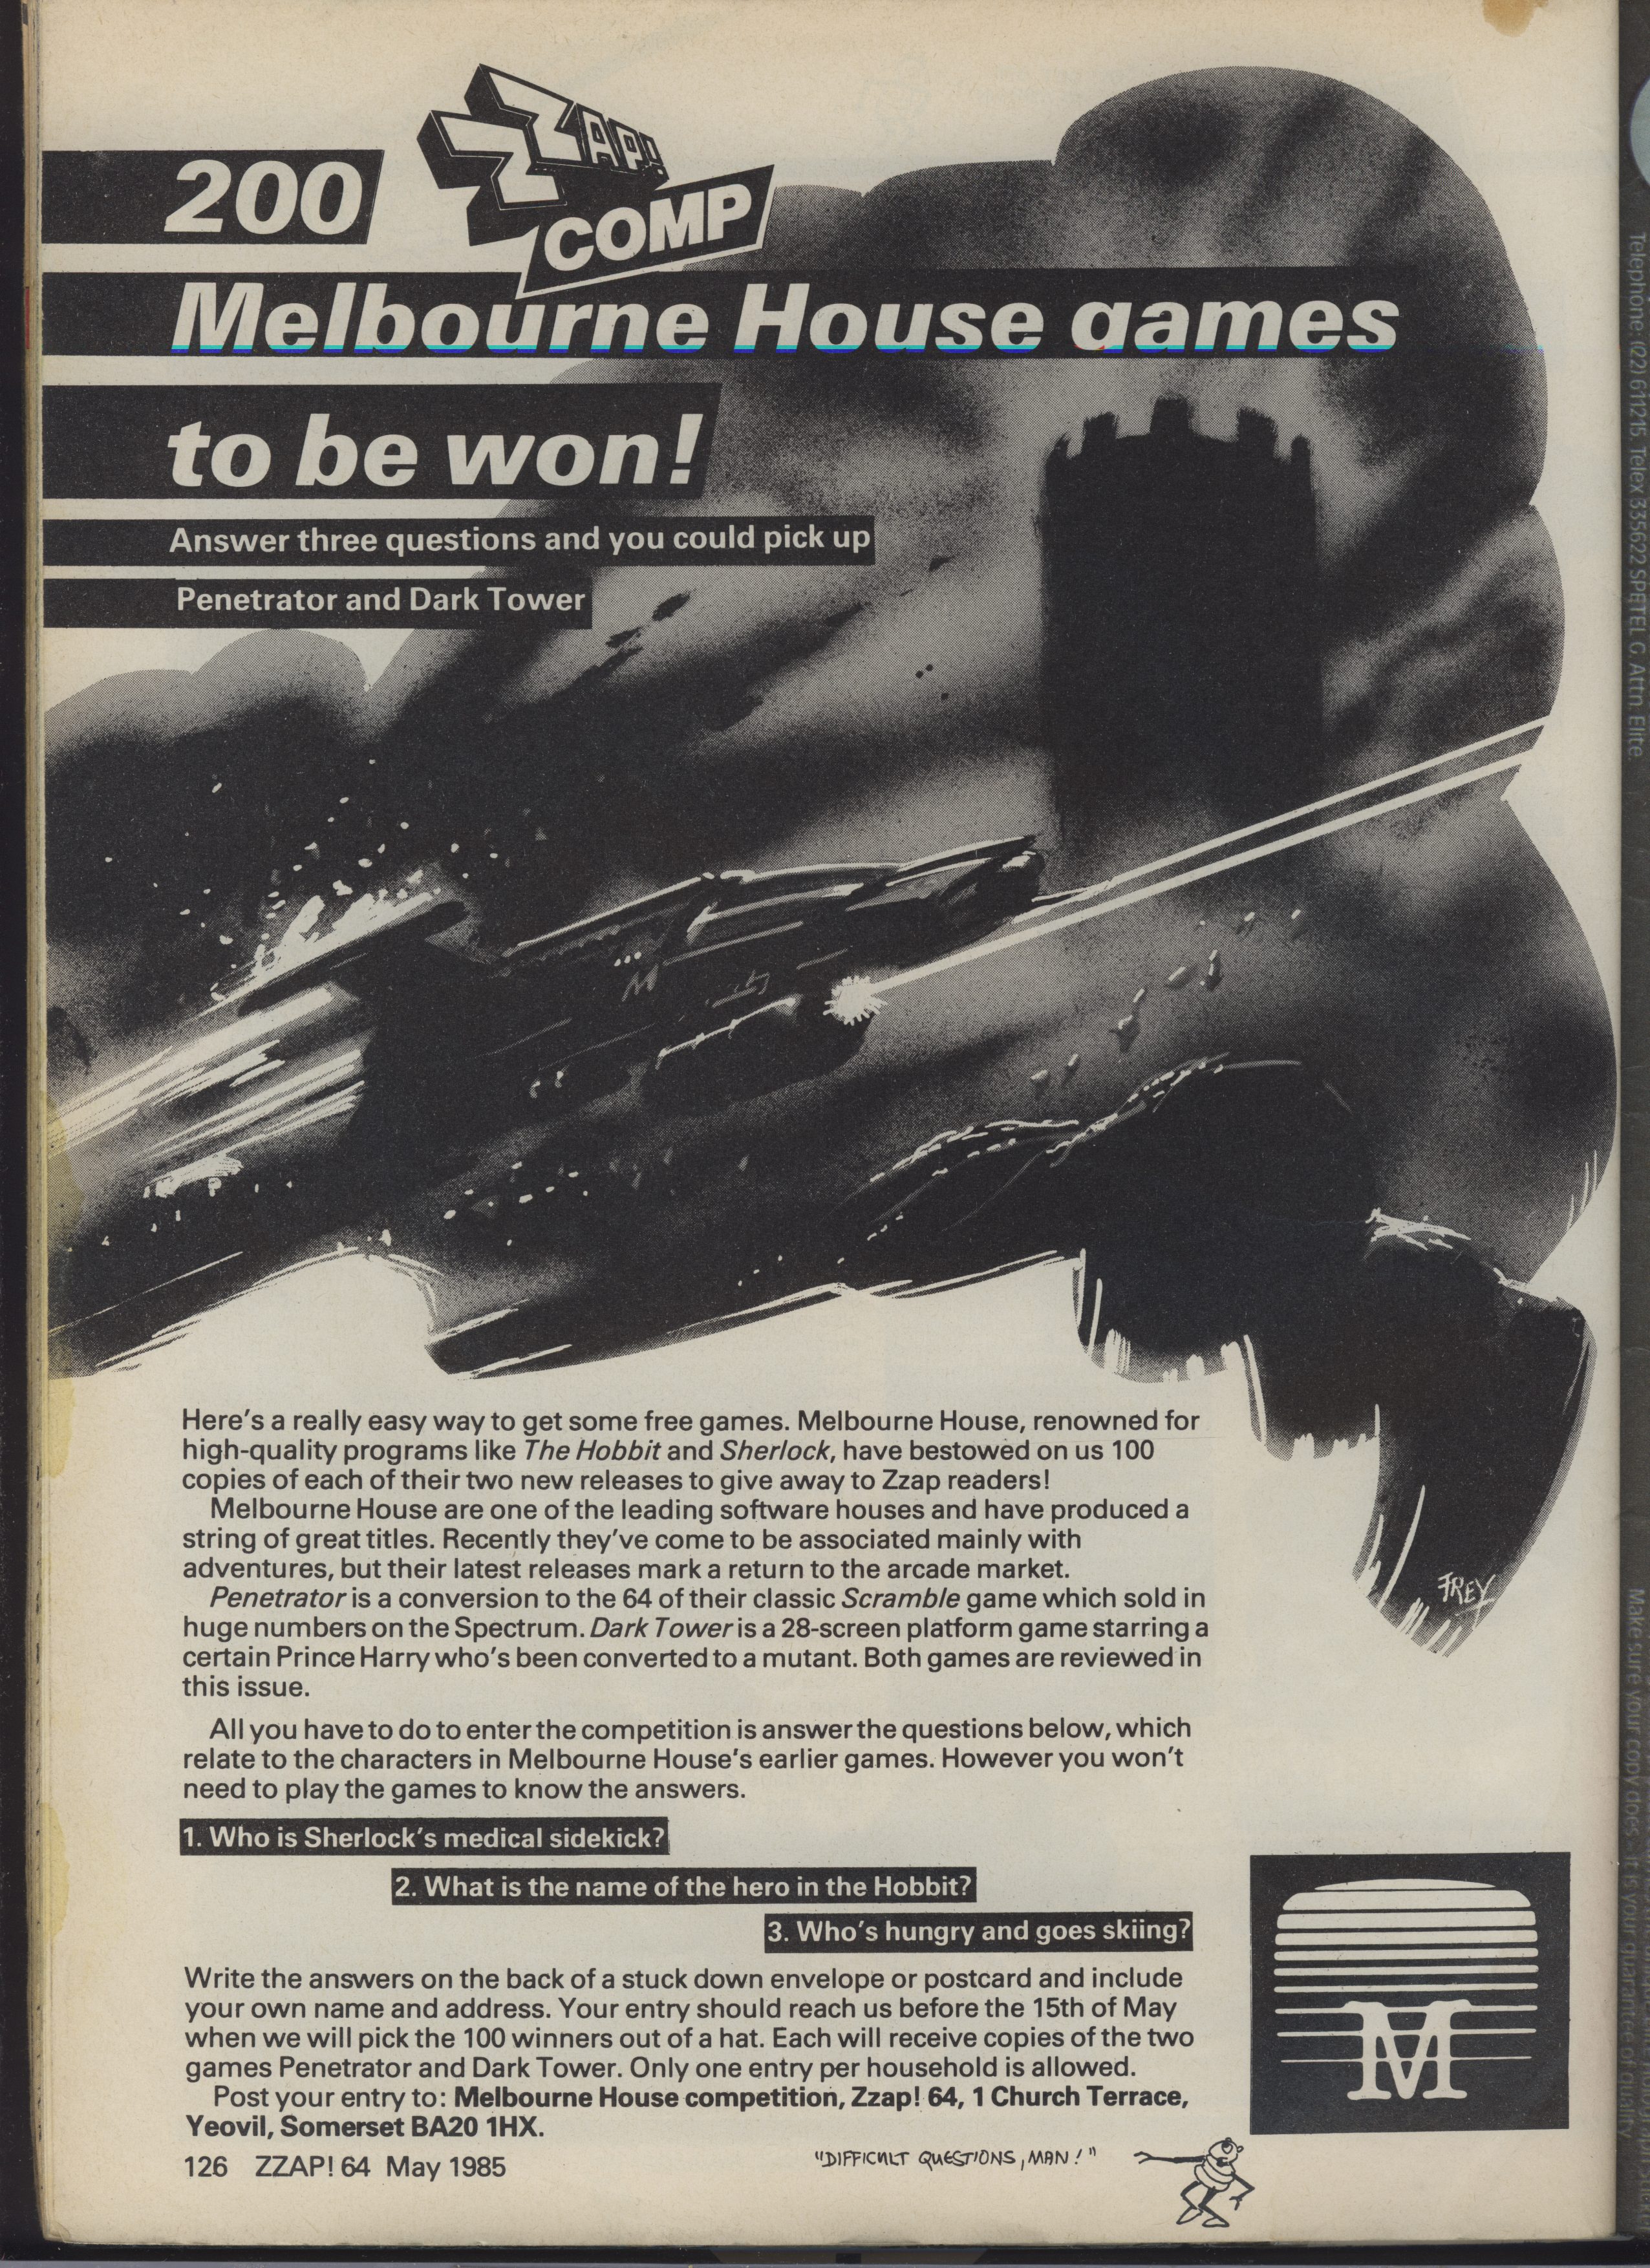 200
ZZAP!
COMP
Melbourne House games
to be won!
Answer three questions and you could pick up
Penetrator and Dark Tower
Here's a really easy way to get some free games. Melbourne House, renowned for
high-quality programs like The Hobbit and Sherlock, have bestowed on us 100
copies of each of their two new releases to give away to Zzap readers!
Melbourne House are one of the leading software houses and have produced a
string of great titles. Recently they've come to be associated mainly with
adventures, but their latest releases mark a return to the arcade market.
Penetrator is a conversion to the 64 of their classic Scramble game which sold in
huge numbers on the Spectrum. Dark Tower is a 28-screen platform game starring a
certain Prince Harry who's been converted to a mutant. Both games are reviewed in
this issue.
All you have to do to enter the competition is answer the questions below, which
relate to the characters in Melbourne House's earlier games. However you won't
need to play the games to know the answers.
1. Who is Sherlock's medical sidekick?
2. What is the name of the hero in the Hobbit?
3. Who's hungry and goes skiing?
Write the answers on the back of a stuck down envelope or postcard and include
your own name and address. Your entry should reach us before the 15th of May
when we will pick the 100 winners out of a hat. Each will receive copies of the two
games Penetrator and Dark Tower. Only one entry per household is allowed.
Post your entry to: Melbourne House competition, Zzap! 64, 1 Church Terrace,
Yeovil, Somerset BA20 1HX.
126 ZZAP! 64 May 1985
"DIFFICULT QUESTIONS, MAN!"
FREY
M
Telephone: (22) 611215. Telex 335622 SPETEL G, Attn. Elite
Make sure your copy does - it is your guarantee of quality